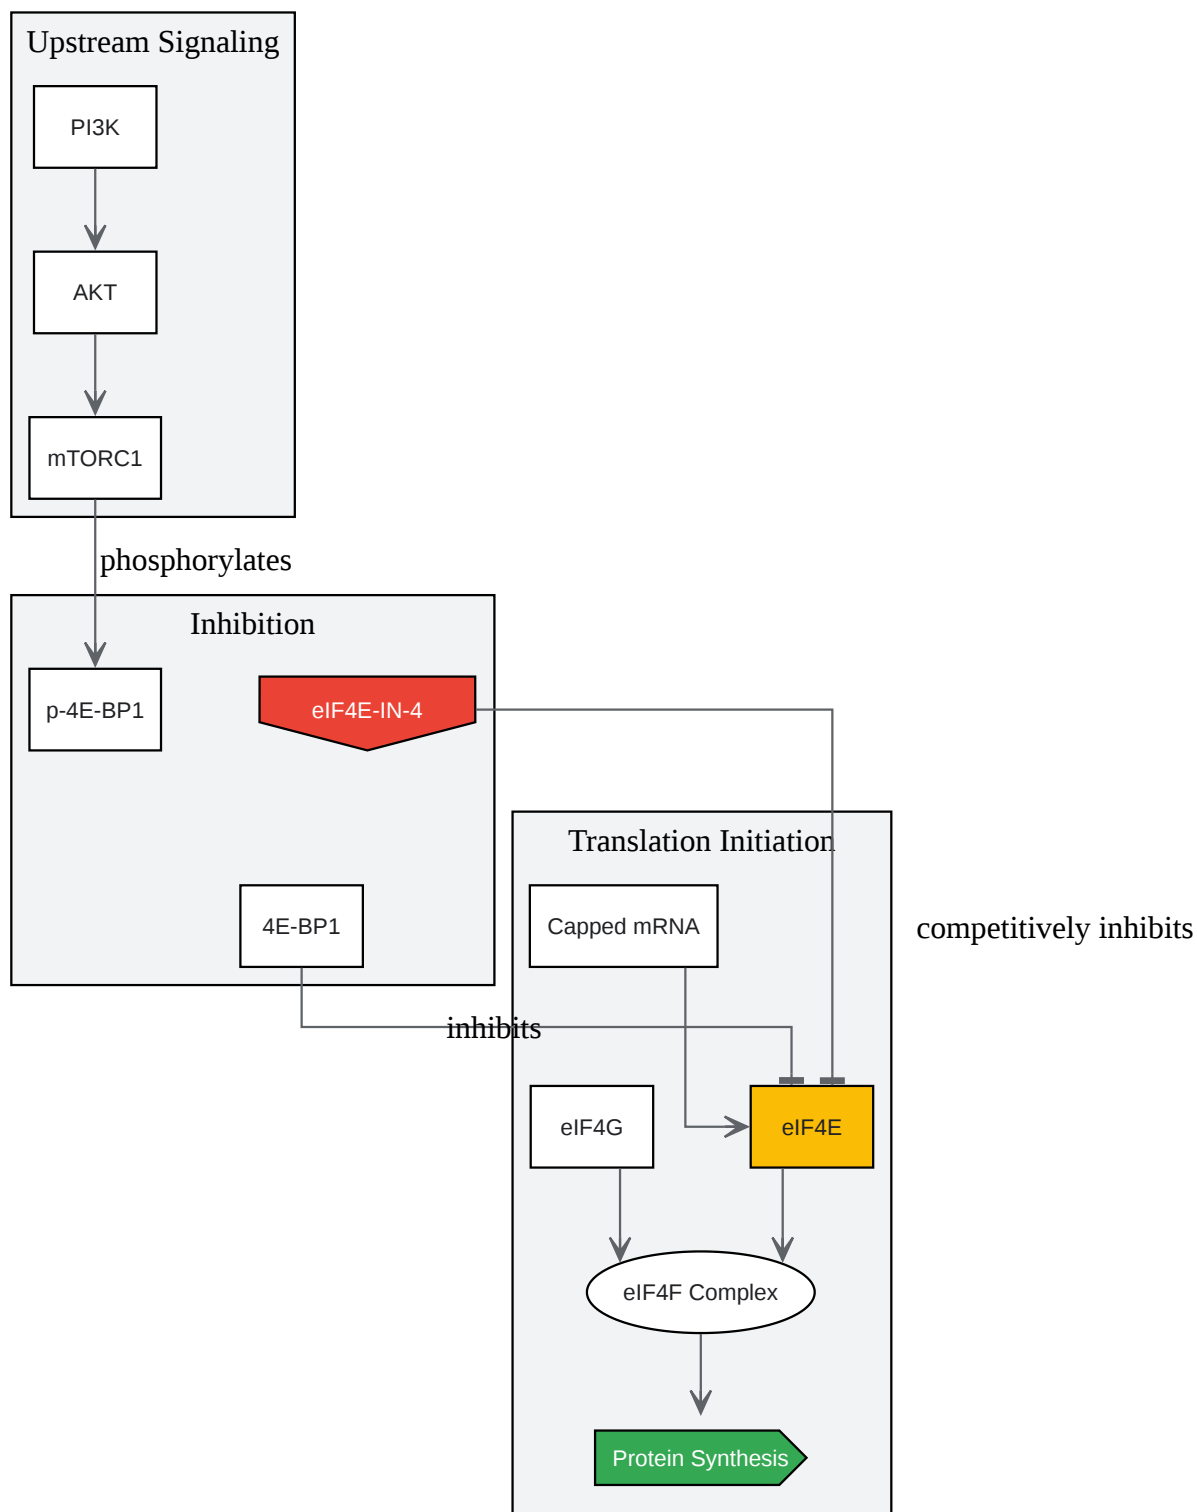 Upstream Signaling
PI3K
AKT
mTORC1
phosphorylates
Inhibition
p-4E-BP1
eIF4E-IN-4
4E-BP1
inhibits
Translation Initiation
Capped mRNA
competitively inhibits
eIF4G
eIF4E
eIF4F Complex
Protein Synthesis